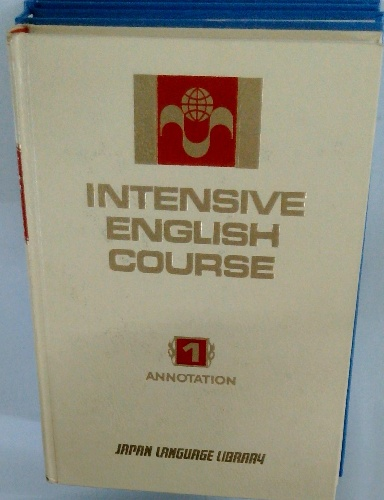 INTENSIVE
ENGLISH
COURSE
1
ANNOTATION
JAPAN LANGUAGE LIBRARY